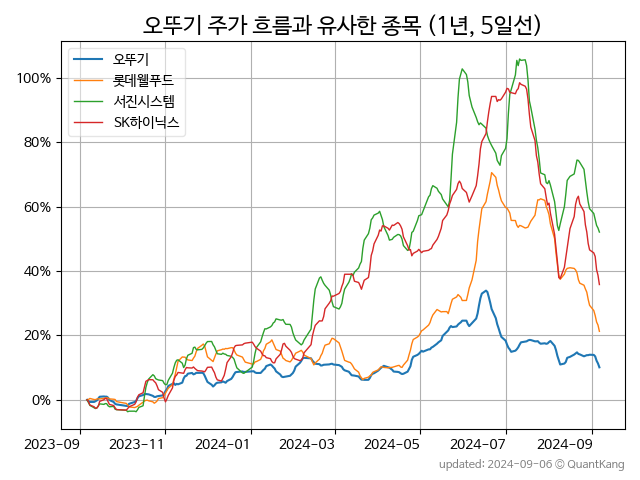 오뚜기 주가 흐름과 유사한 종목 (1년, 5일선)
오뚜기
롯데웰푸드
서진시스템
SK하이닉스
100%
80%
60%
40%
20%
0%
2023-09 2023-11 2024-01 2024-03 2024-05 2024-07 2024-09
updated: 2024-09-06 © QuantKang